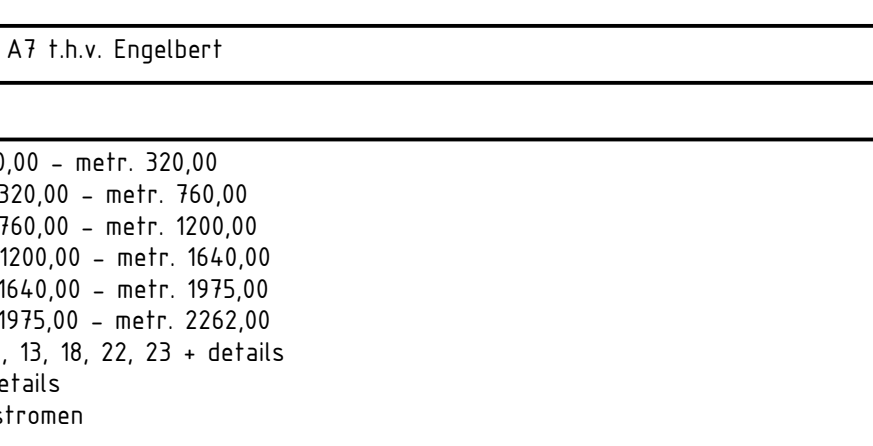 A7 t.h.v. Engelbert
0,00 – metr. 320,00
320,00 – metr. 760,00
760,00 – metr. 1200,00
1200,00 – metr. 1640,00
1640,00 – metr. 1975,00
1975,00 – metr. 2262,00
, 13, 18, 22, 23 + details
etails
stromen